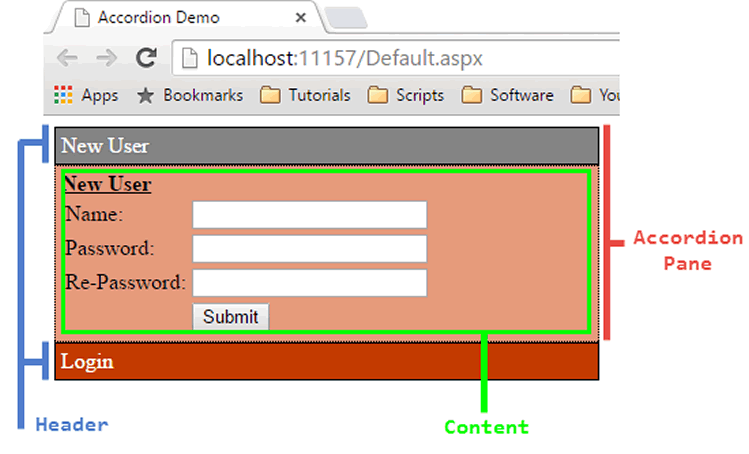 Accordion Demo
localhost:11157/Default.aspx
Apps Bookmarks Tutorials Scripts Software You
New User
New User
Name:
Password:
Re-Password:
Submit
Login
Accordion
Pane
Header
Content